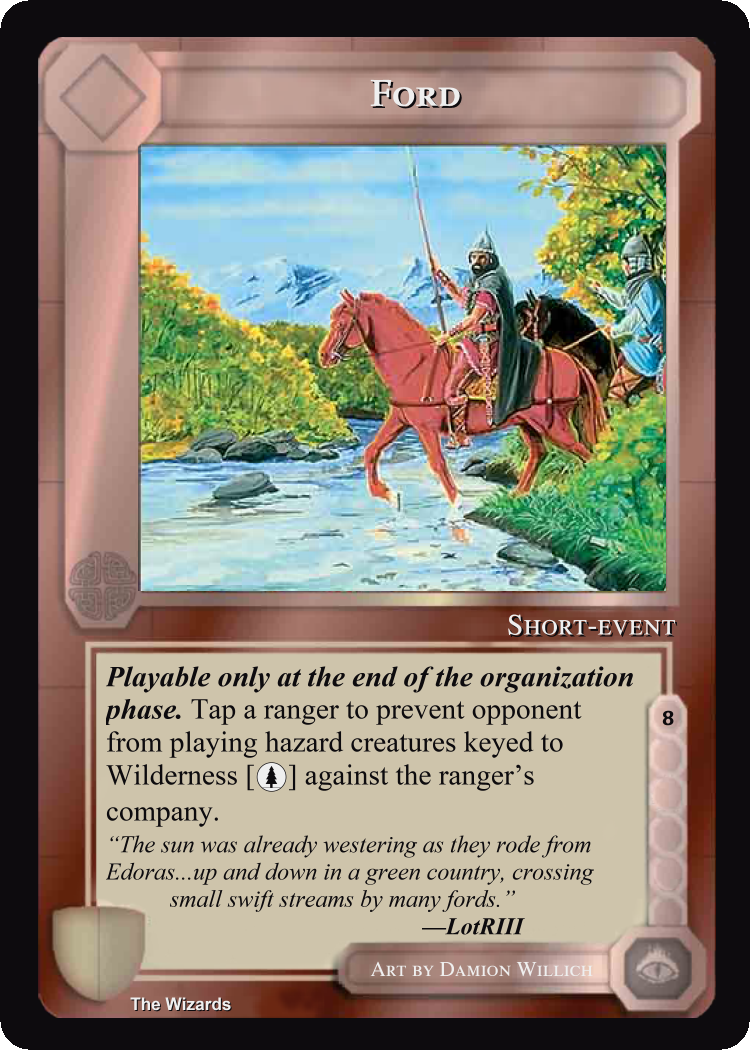 Ford
Short-event
Playable only at the end of the organization
phase. Tap a ranger to prevent opponent
from playing hazard creatures keyed to
Wilderness [ ] against the ranger's
company.
8
“The sun was already westering as they rode from
Edoras...up and down in a green country, crossing
small swift streams by many fords.”
—LotRIII
Art by Damion Willich
The Wizards